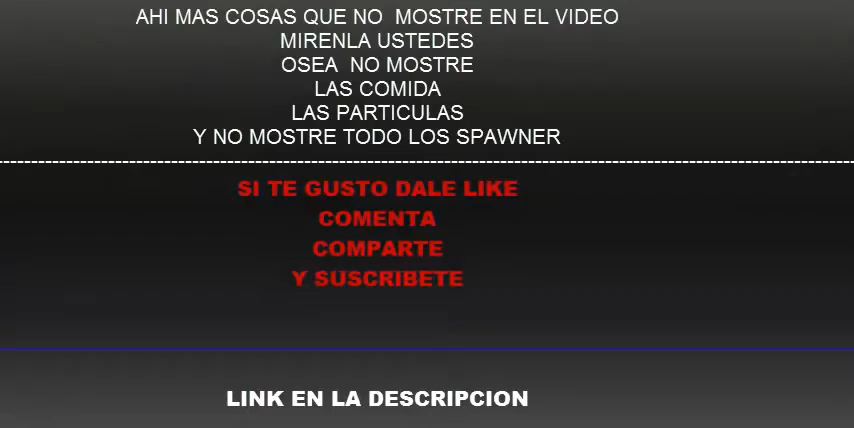 AHI MAS COSAS QUE NO MOSTRE EN EL VIDEO
MIRENLA USTEDES
OSEA NO MOSTRE
LAS COMIDA
LAS PARTICULAS
Y NO MOSTRE TODO LOS SPAWNER
SI TE GUSTO DALE LIKE
COMENTA
COMPARTE
Y SUSCRIBETE
LINK EN LA DESCRIPCION